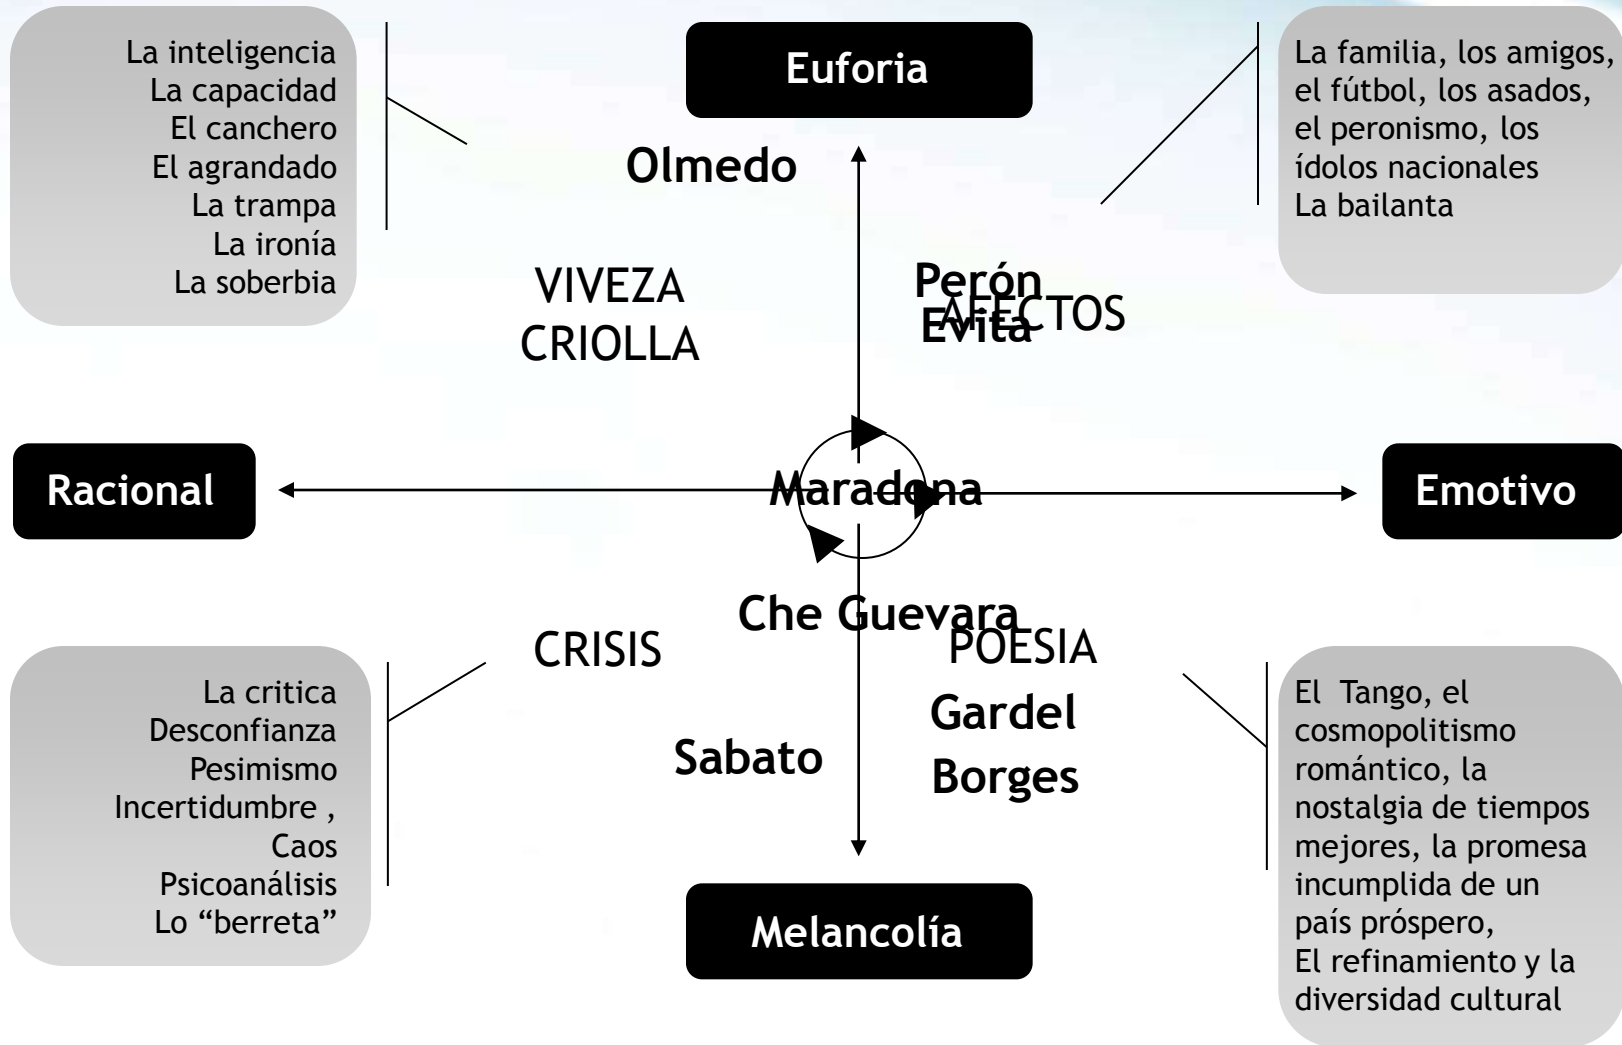 La inteligencia
La capacidad
El canchero
El agrandado
La trampa
La ironía
La soberbia
Euforia
La familia, los amigos,
el fútbol, los asados,
el peronismo, los
ídolos nacionales
La bailanta
Olmedo
VIVEZA
CRIOLLA
Perón
Evita
AFECTOS
Racional
Maradona
Emotivo
Che Guevara
CRISIS
POESIA
Gardel
Borges
Sabato
La critica
Desconfianza
Pesimismo
Incertidumbre ,
Caos
Psicoanálisis
Lo “berreta”
Melancolía
El Tango, el
cosmopolitismo
romántico, la
nostalgia de tiempos
mejores, la promesa
incumplida de un
país próspero,
El refinamiento y la
diversidad cultural